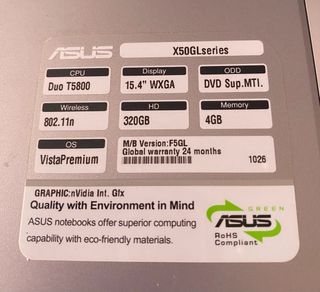 ASUS X50GLseries
CPU Display ODD
Duo T5800 15.4" WXGA DVD Sup.MTI.
Wireless HD Memory
802.11n 320GB 4GB
OS M/B Version:F5GL
VistaPremium Global warranty 24 months 1026
GRAPHIC:nVidia Int. Gfx
Quality with Environment in Mind
ASUS notebooks offer superior computing
capability with eco-friendly materials.
GREEN
ASUS
RoHS
Compliant